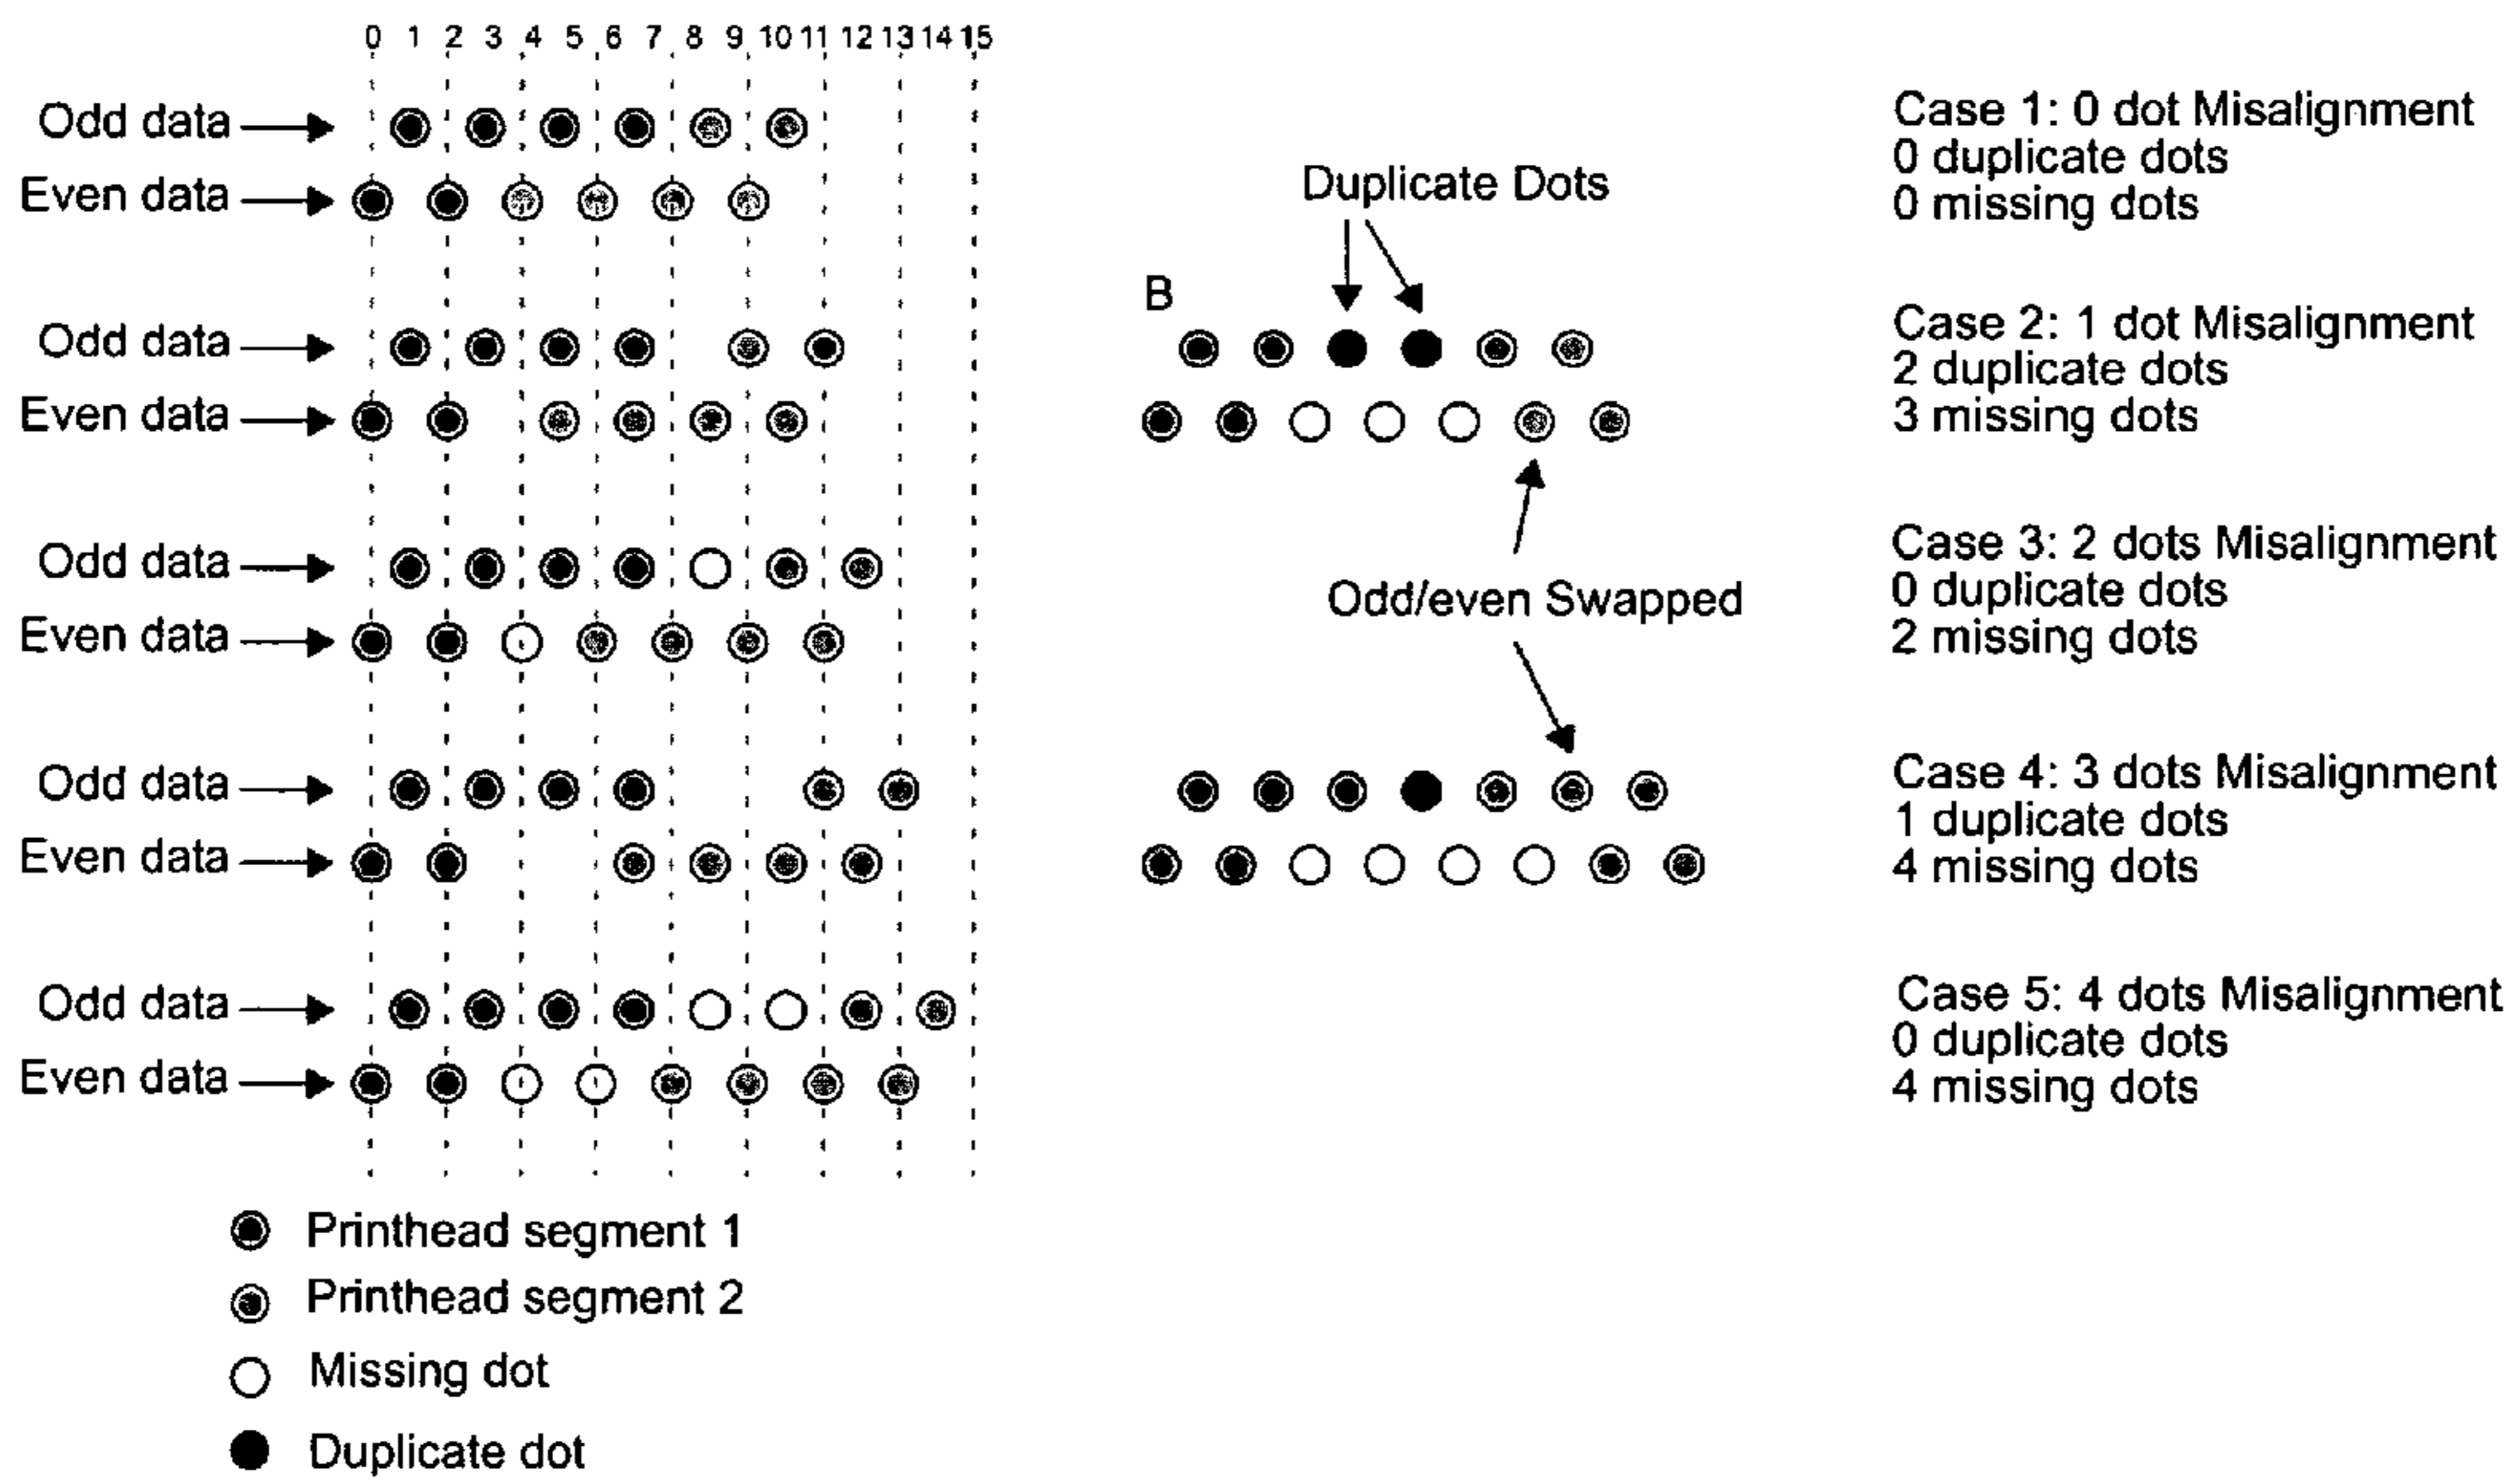 0 1 2 3 4 5 6 7 8 9 10 11 12 13 14 15
Odd data
Even data
Case 1: 0 dot Misalignment
0 duplicate dots
0 missing dots
Duplicate Dots
B
Odd data
Even data
Case 2: 1 dot Misalignment
2 duplicate dots
3 missing dots
Odd data
Even data
Odd/even Swapped
Case 3: 2 dots Misalignment
0 duplicate dots
2 missing dots
Odd data
Even data
Case 4: 3 dots Misalignment
1 duplicate dots
4 missing dots
Odd data
Even data
Case 5: 4 dots Misalignment
0 duplicate dots
4 missing dots
Printhead segment 1
Printhead segment 2
Missing dot
Duplicate dot